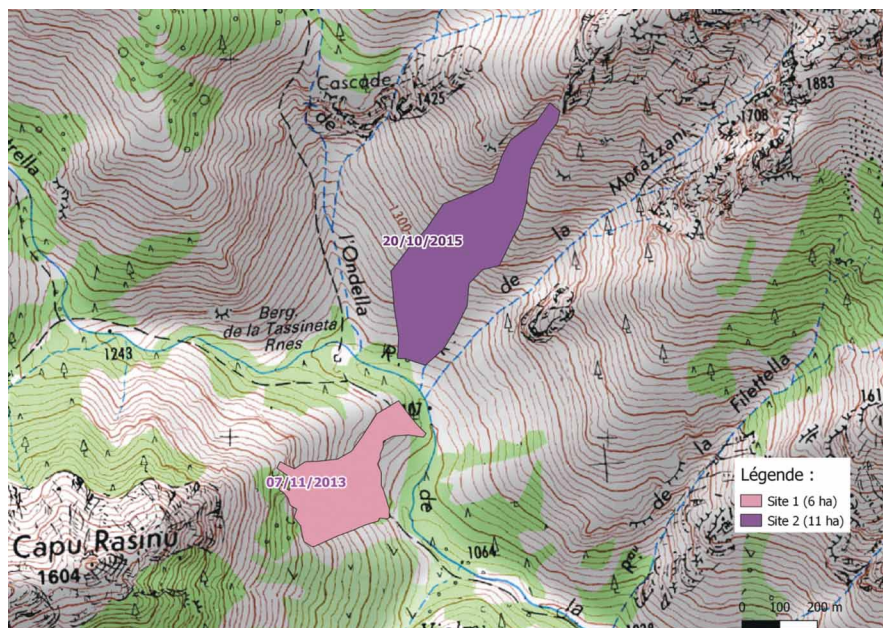 Cascade
de
1425
1883
1708
Morazzani
1300
20/10/2015
la
de
l'Ondella
Berg.
de la Tassineta
Rnes
1243
Filettella
la
de
07/11/2013
de
Légende :
Site 1 (6 ha)
Site 2 (11 ha)
Capu Rasinu
1604
1064
la
0 100 200 m